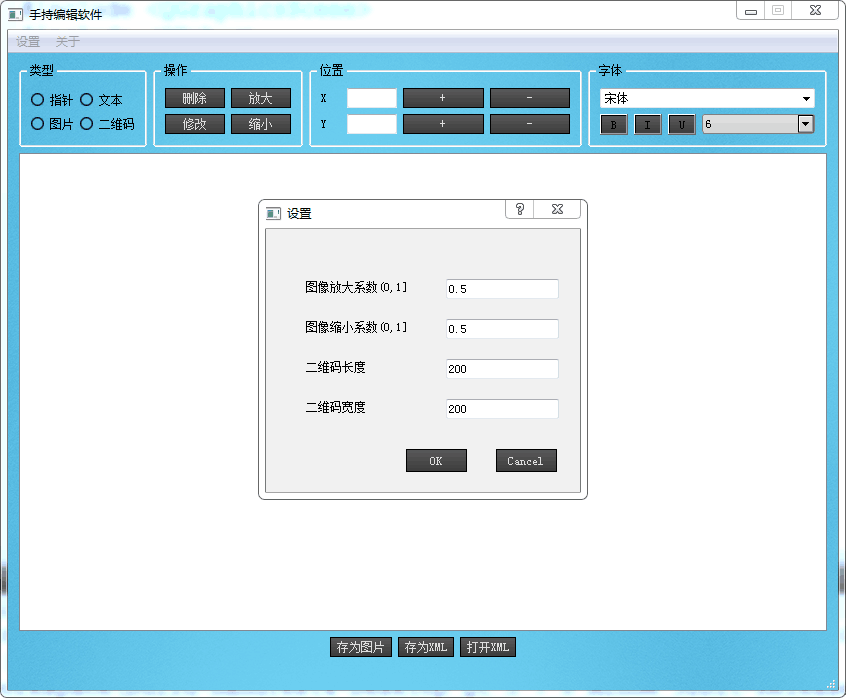 手持编辑软件
设置 关于
类型 操作 位置 字体
指针 文本 删除 放大 X + - 宋体
图片 二维码 修改 缩小 Y + - B I U 6
设置
图像放大系数(0,1] 0.5
图像缩小系数(0,1] 0.5
二维码长度 200
二维码宽度 200
OK Cancel
存为图片 存为XML 打开XML